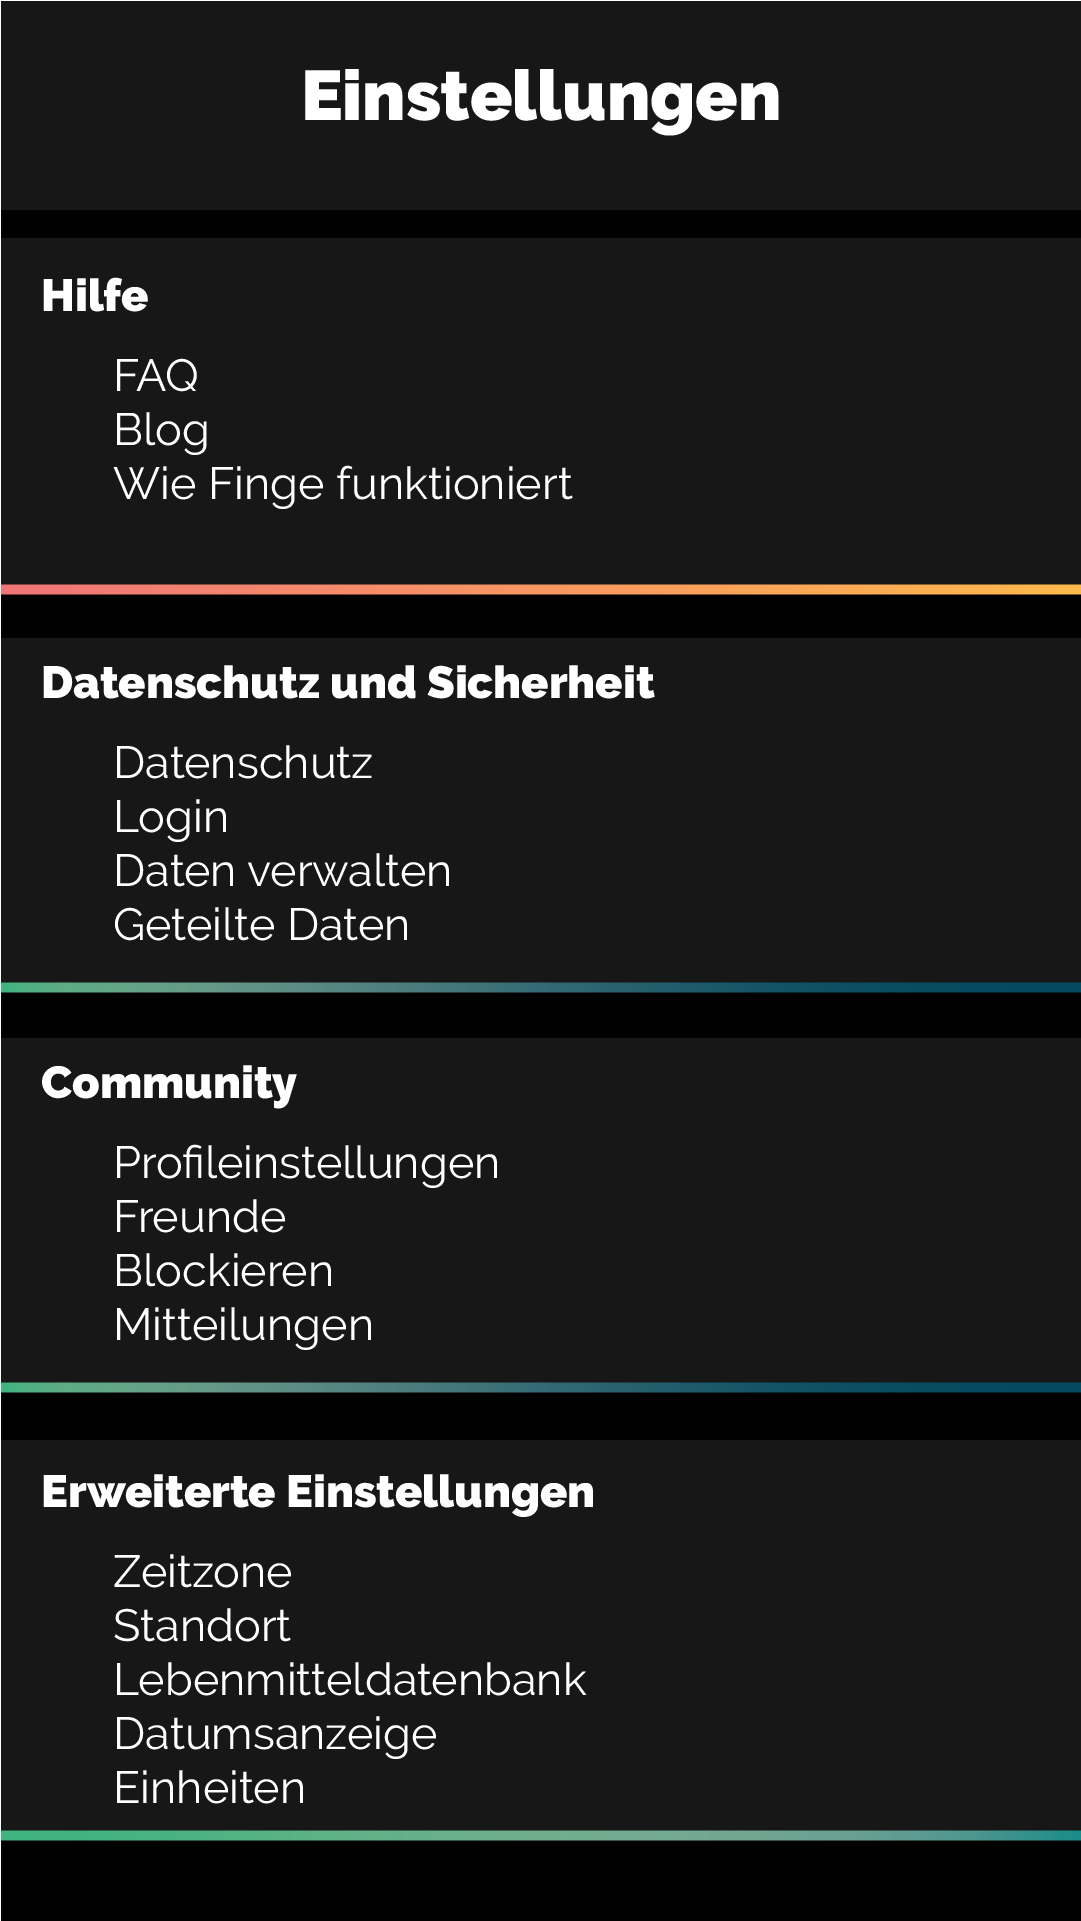 Einstellungen
Hilfe
FAQ
Blog
Wie Finge funktioniert
Datenschutz und Sicherheit
Datenschutz
Login
Daten verwalten
Geteilte Daten
Community
Profileinstellungen
Freunde
Blockieren
Mitteilungen
Erweiterte Einstellungen
Zeitzone
Standort
Lebenmitteldatenbank
Datumsanzeige
Einheiten